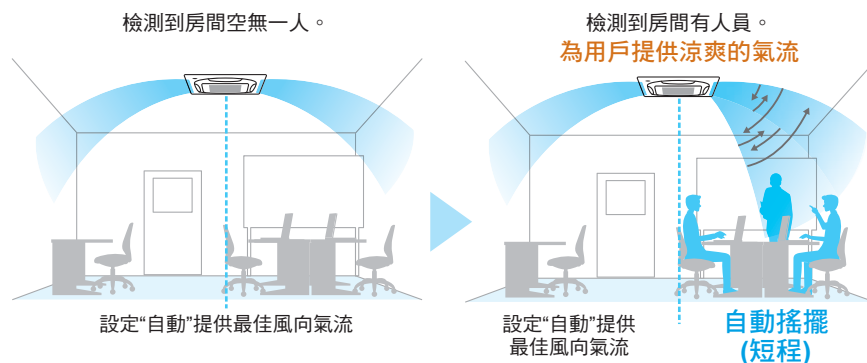 檢測到房間空無一人。
設定“自動”提供最佳風向氣流
檢測到房間有人員。
為用戶提供涼爽的氣流
設定“自動”提供
最佳風向氣流
自動搖擺
(短程)